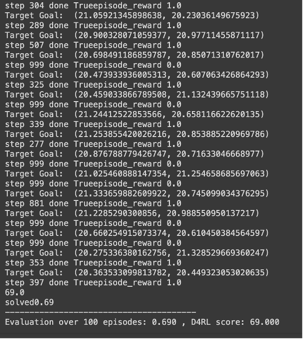 step 304 done Trueepisode_reward 1.0
Target Goal:  (21.05921345898638, 20.23036149675923)
step 289 done Trueepisode_reward 1.0
Target Goal:  (20.900328071059377, 20.97711455871117)
step 507 done Trueepisode_reward 1.0
Target Goal:  (20.698491186859787, 20.85071310762017)
step 999 done Trueepisode_reward 0.0
Target Goal:  (20.473933936005313, 20.607063426864293)
step 325 done Trueepisode_reward 1.0
Target Goal:  (20.459033866789508, 21.132439665751118)
step 999 done Trueepisode_reward 0.0
Target Goal:  (21.24412522853566, 20.658116622620135)
step 339 done Trueepisode_reward 1.0
Target Goal:  (21.253855420026216, 20.853885220969786)
step 277 done Trueepisode_reward 1.0
Target Goal:  (20.876788779426747, 20.71633046668977)
step 999 done Trueepisode_reward 0.0
Target Goal:  (21.025460888147354, 21.254658685697063)
step 999 done Trueepisode_reward 0.0
Target Goal:  (21.333659882609922, 20.745099034376295)
step 881 done Trueepisode_reward 1.0
Target Goal:  (21.2285290300856, 20.988550950137217)
step 999 done Trueepisode_reward 0.0
Target Goal:  (20.660254915073374, 20.610450384564597)
step 999 done Trueepisode_reward 0.0
Target Goal:  (20.275336380162756, 21.328529669360247)
step 353 done Trueepisode_reward 1.0
Target Goal:  (20.363533099813782, 20.449323053020635)
step 397 done Trueepisode_reward 1.0
69.0
solved0.69
---------------------------------------
Evaluation over 100 episodes: 0.690 , D4RL score: 69.000